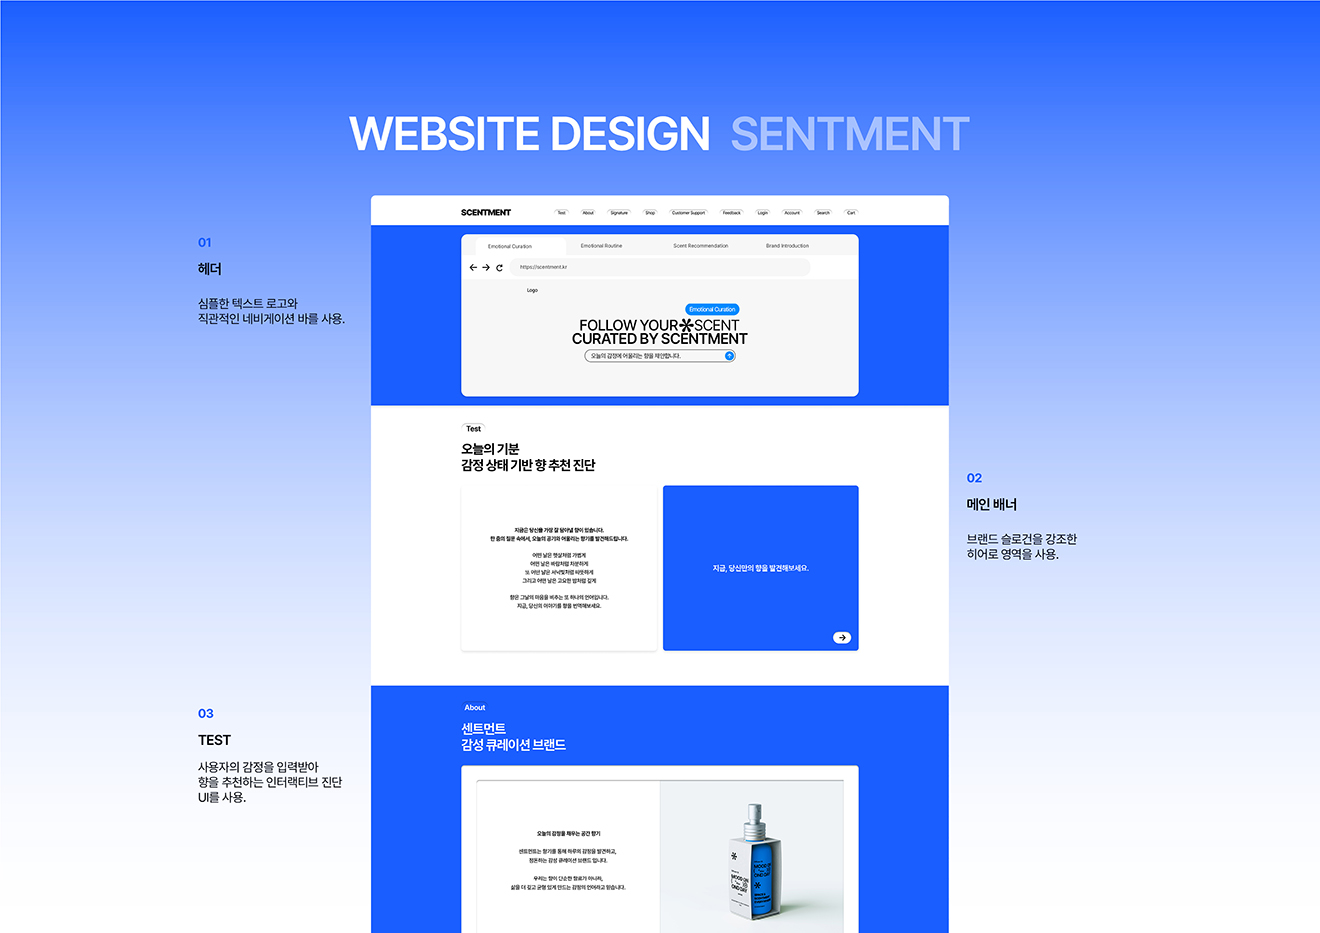 WEBSITE DESIGN SENTMENT
SCENTMENT
Test
About
Signature
Shop
Customer Support
Feedback
Login
Account
Search
Cart
01
헤더
심플한 텍스트 로고와
직관적인 네비게이션 바를 사용.
Emotional Curation
Emotional Routine
Scent Recommendation
Brand Introduction
https://scentment.kr
Logo
Emotional Curation
FOLLOW YOUR SCENT
CURATED BY SCENTMENT
오늘의 감정에 어울리는 향을 제안합니다.
Test
오늘의 기분
감정 상태 기반 향 추천 진단
02
메인 배너
브랜드 슬로건을 강조한
히어로 영역을 사용.
지금은 당신을 가장 잘 담아낼 향이 있습니다.
한 줌의 질문 속에서, 오늘의 공기와 어울리는 향기를 발견해드립니다.
어떤 날은 햇살처럼 가볍게
어떤 날은 바람처럼 차분하게
또 어떤 날은 저녁빛처럼 따뜻하게
그리고 어떤 날은 고요한 밤처럼 깊게
향은 그날의 마음을 비추는 또 하나의 언어입니다.
지금, 당신의 이야기를 향을 번역해보세요.
지금, 당신만의 향을 발견해보세요.
03
TEST
사용자의 감정을 입력받아
향을 추천하는 인터랙티브 진단
UI를 사용.
About
센트먼트
감성 큐레이션 브랜드
오늘의 감정을 채우는 공간 향기
센트먼트는 향기를 통해 하루의 감정을 발견하고,
정돈하는 감성 큐레이션 브랜드 입니다.
우리는 향이 단순한 향료가 아니라,
삶을 더 깊고 균형 있게 만드는 감정의 언어라고 믿습니다.
MOOD ON
OND DAY
MOOD ON
OND DAY